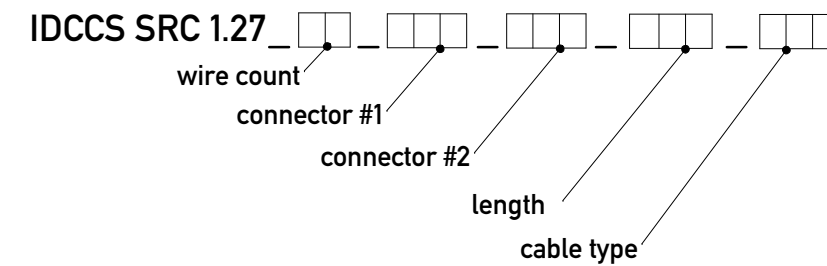 IDCCS SRC 1.27_ _ _ _ _
wire count
connector #1
connector #2
length
cable type